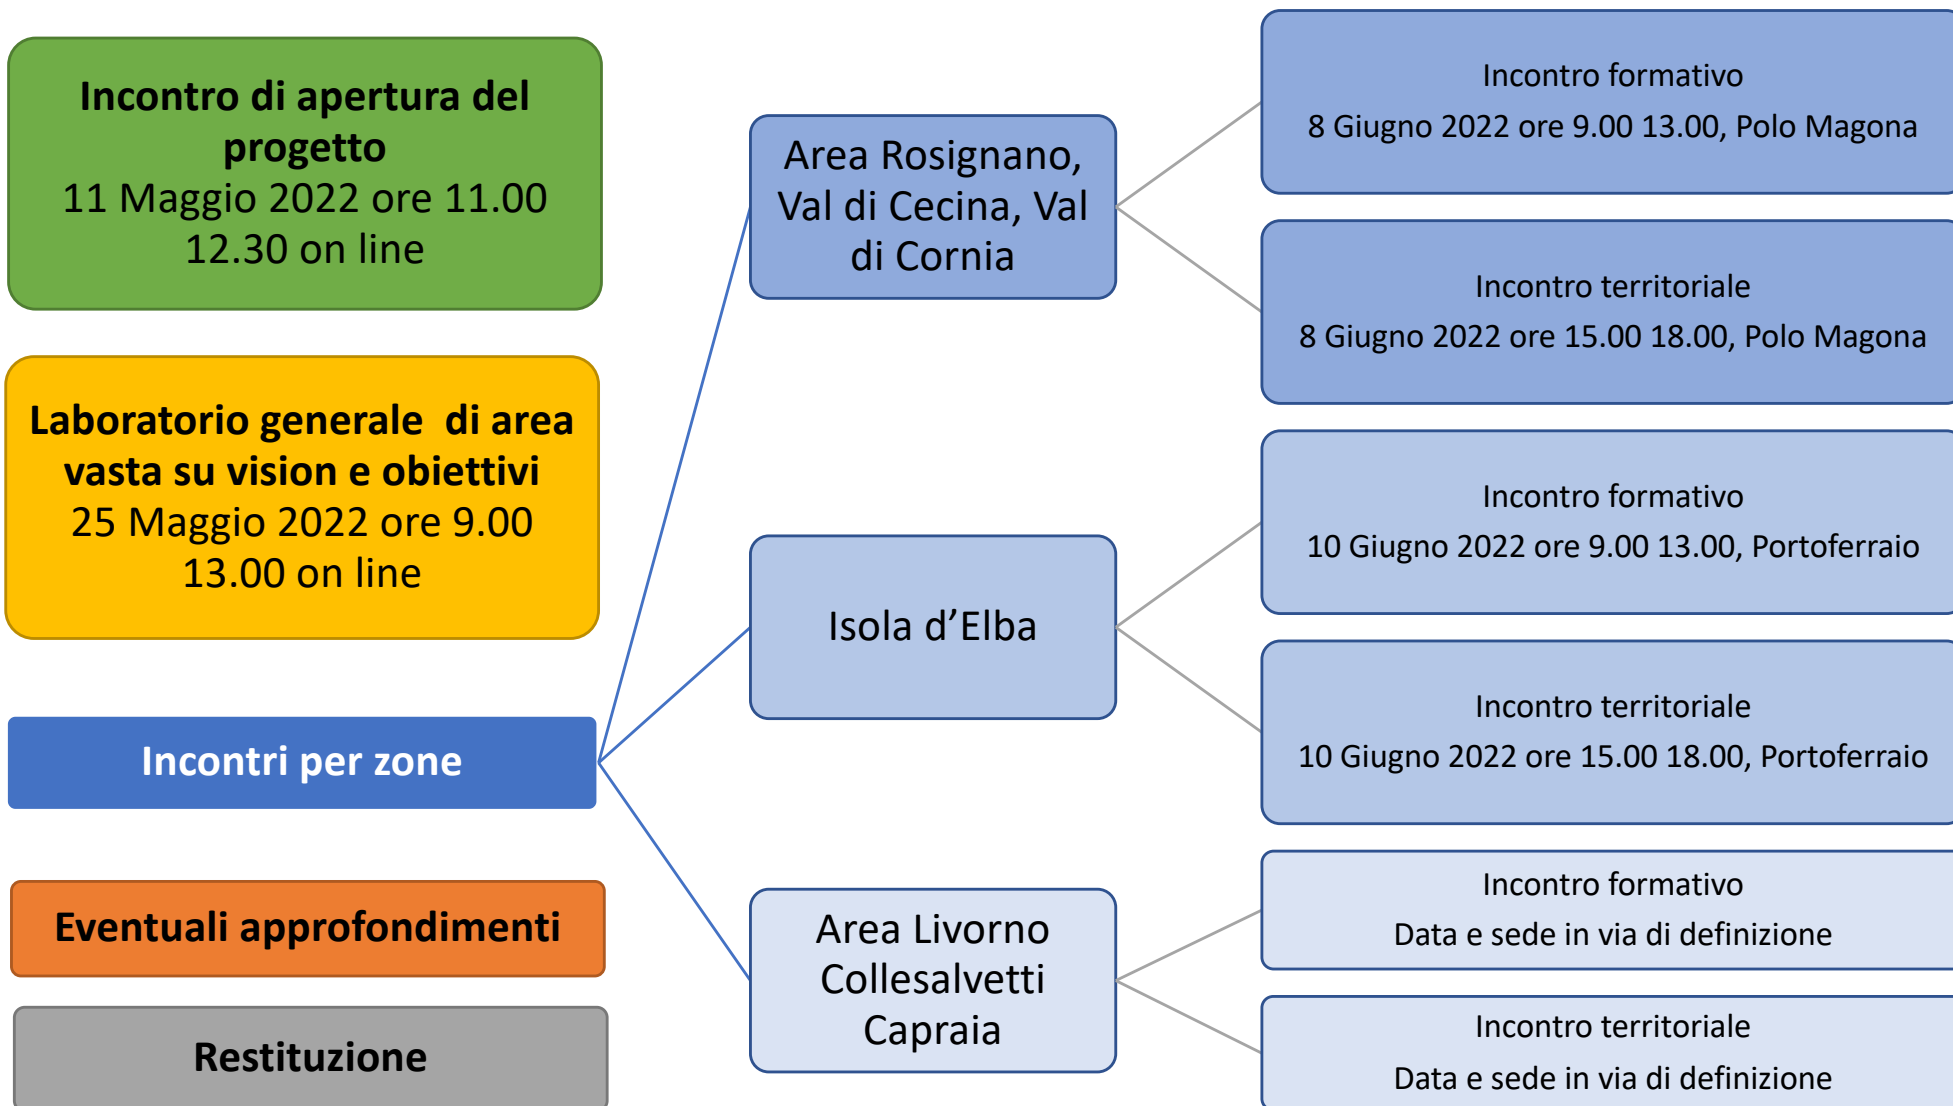 Incontro di apertura del
progetto
11 Maggio 2022 ore 11.00
12.30 on line
Laboratorio generale  di area
vasta su vision e obiettivi
25 Maggio 2022 ore 9.00
13.00 on line
Incontri per zone
Eventuali approfondimenti
Restituzione
Area Rosignano,
Val di Cecina, Val
di Cornia
Isola d’Elba
Area Livorno
Collesalvetti
Capraia
Incontro formativo
8 Giugno 2022 ore 9.00 13.00, Polo Magona
Incontro territoriale
8 Giugno 2022 ore 15.00 18.00, Polo Magona
Incontro formativo
10 Giugno 2022 ore 9.00 13.00, Portoferraio
Incontro territoriale
10 Giugno 2022 ore 15.00 18.00, Portoferraio
Incontro formativo
Data e sede in via di definizione
Incontro territoriale
Data e sede in via di definizione